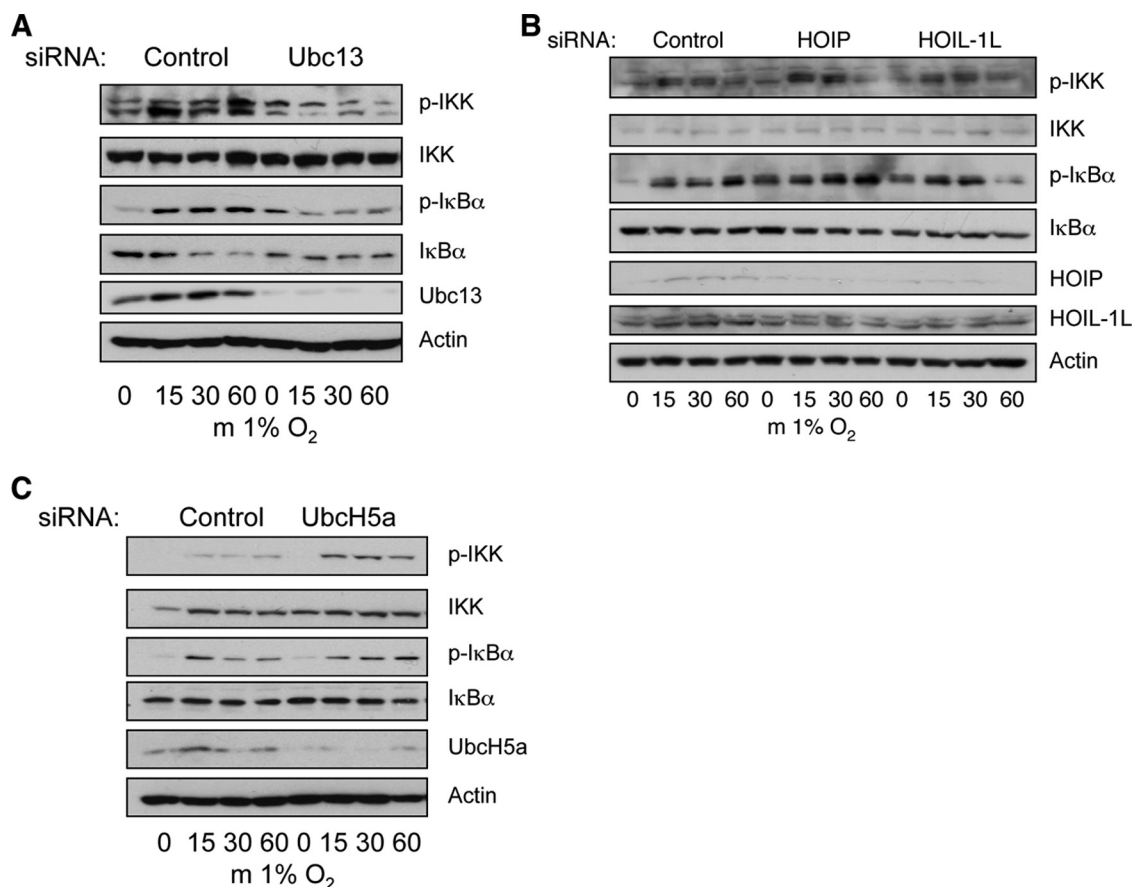 A
siRNA: Control Ubc13
p-IKK
IKK
p-IκBα
IκBα
Ubc13
Actin
0 15 30 60 0 15 30 60
m 1% O₂
B
siRNA: Control HOIP HOIL-1L
p-IKK
IKK
p-IκBα
IκBα
HOIP
HOIL-1L
Actin
0 15 30 60 0 15 30 60 0 15 30 60
m 1% O₂
C
siRNA: Control UbcH5a
p-IKK
IKK
p-IκBα
IκBα
UbcH5a
Actin
0 15 30 60 0 15 30 60
m 1% O₂